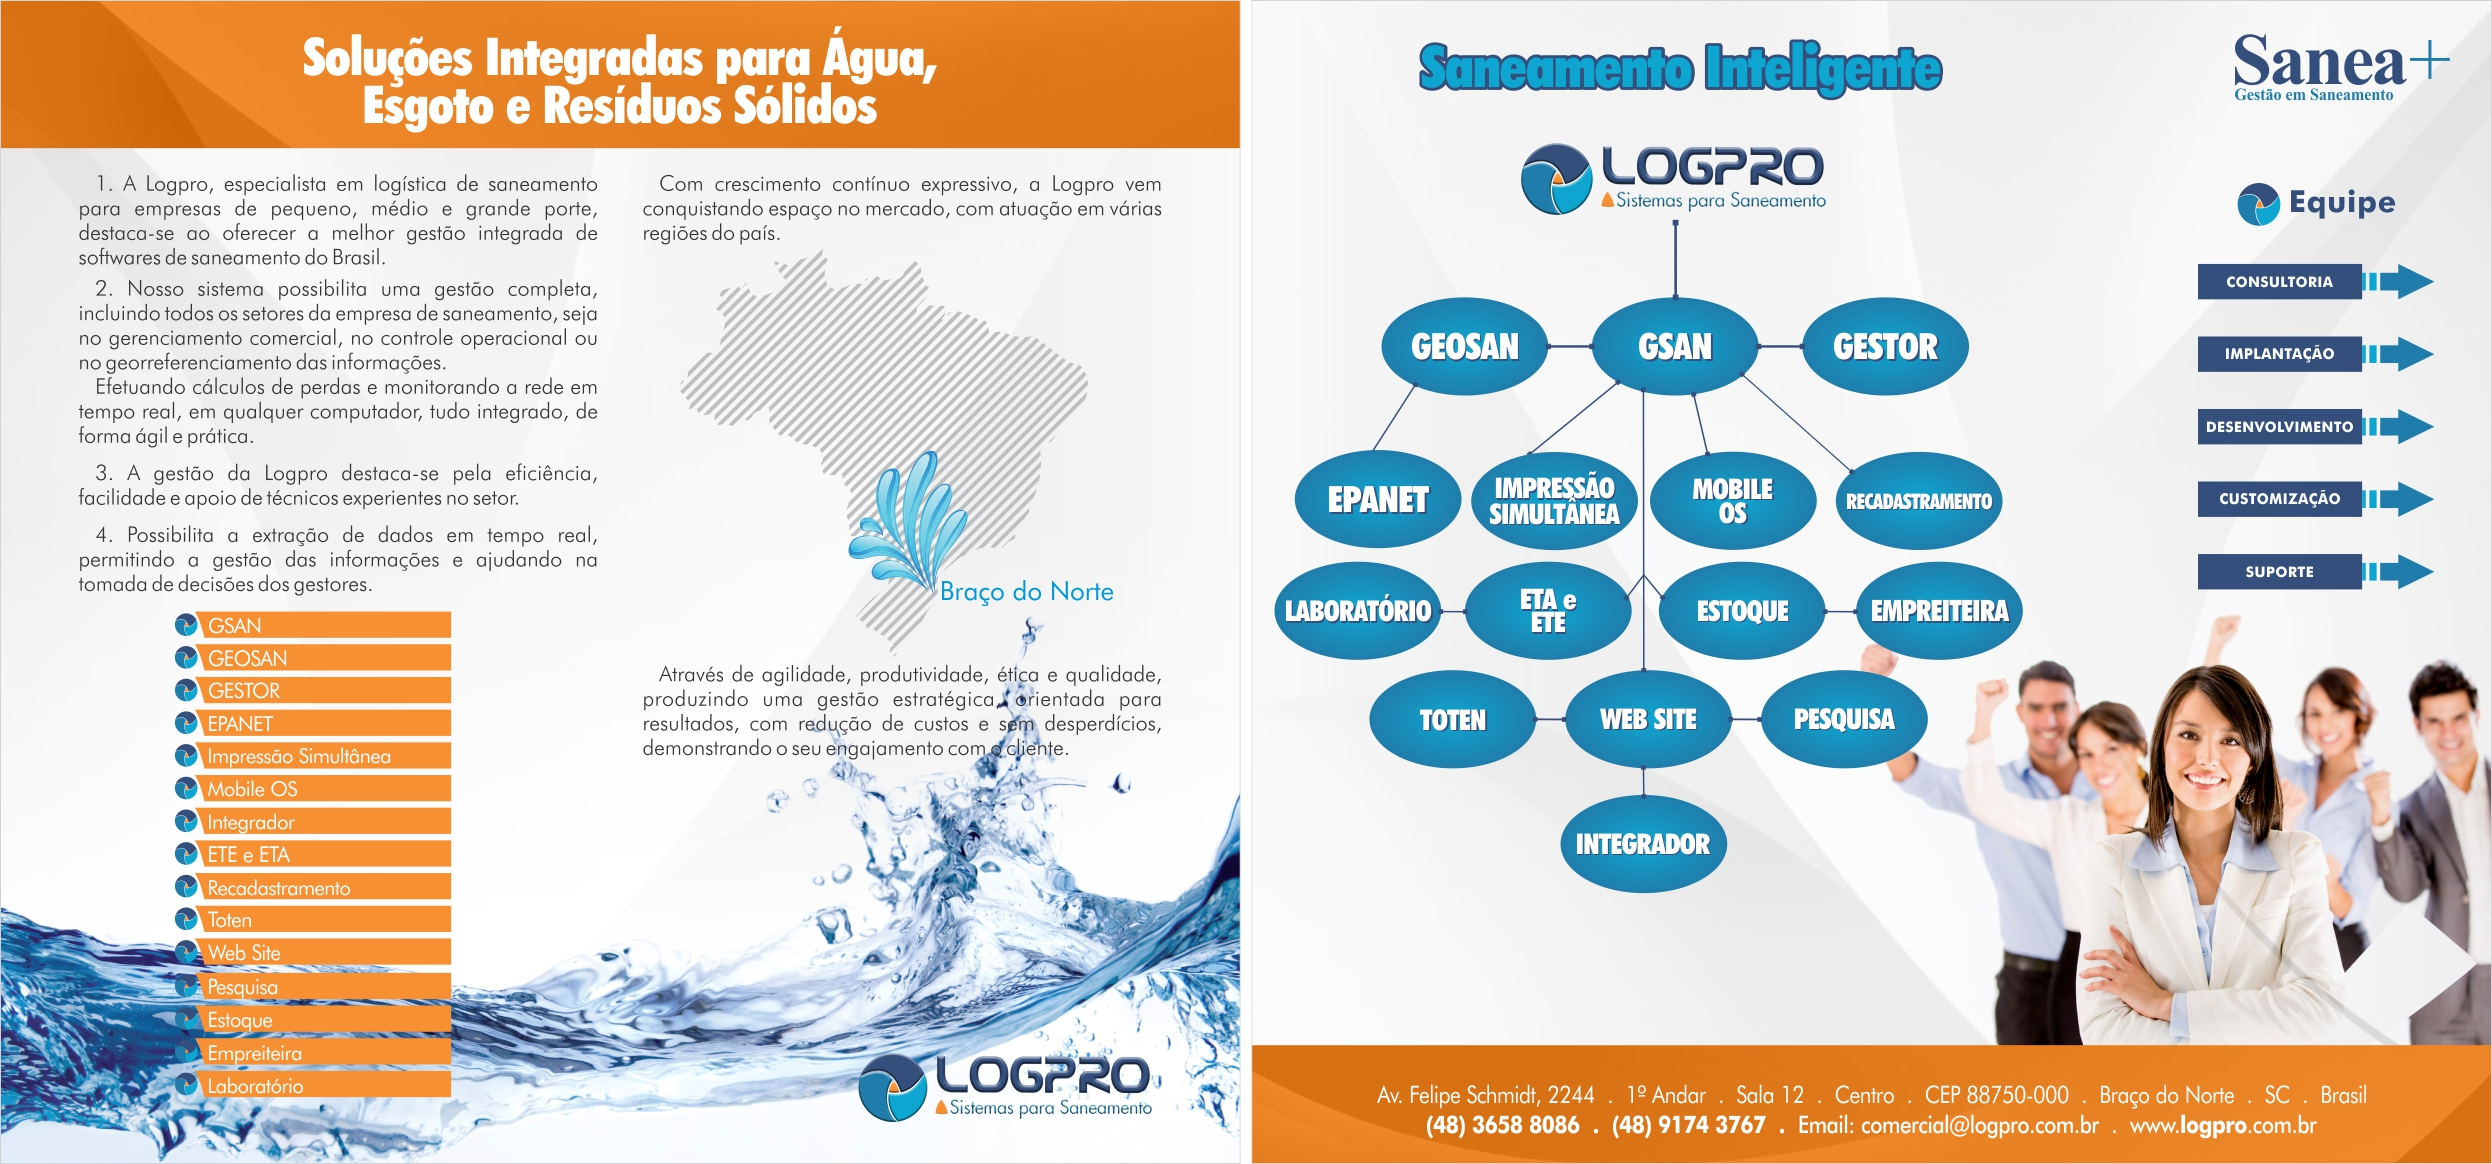 Soluções Integradas para Água,
Esgoto e Resíduos Sólidos
1. A Logpro, especialista em logística de saneamento
para empresas de pequeno, médio e grande porte,
destaca-se ao oferecer a melhor gestão integrada de
softwares de saneamento do Brasil.
2. Nosso sistema possibilita uma gestão completa,
incluindo todos os setores da empresa de saneamento, seja
no gerenciamento comercial, no controle operacional ou
no georreferenciamento das informações.
Efetuando cálculos de perdas e monitorando a rede em
tempo real, em qualquer computador, tudo integrado, de
forma ágil e prática.
3. A gestão da Logpro destaca-se pela eficiência,
facilidade e apoio de técnicos experientes no setor.
4. Possibilita a extração de dados em tempo real,
permitindo a gestão das informações e ajudando na
tomada de decisões dos gestores.
GSAN
GEOSAN
GESTOR
EPANET
Impressão Simultânea
Mobile OS
Integrador
ETE e ETA
Recadastramento
Toten
Web Site
Pesquisa
Estoque
Empreiteira
Laboratório
Com crescimento contínuo expressivo, a Logpro vem
conquistando espaço no mercado, com atuação em várias
regiões do país.
Braço do Norte
Através de agilidade, produtividade, ética e qualidade,
produzindo uma gestão estratégica, orientada para
resultados, com redução de custos e sem desperdícios,
demonstrando o seu engajamento com o cliente.
LOGPRO
Sistemas para Saneamento
Saneamento Inteligente
Sanea+
Gestão em Saneamento
LOGPRO
Sistemas para Saneamento
GEOSAN
GSAN
GESTOR
EPANET
IMPRESSÃO
SIMULTÂNEA
MOBILE
OS
RECADASTRAMENTO
LABORATÓRIO
ETA e
ETE
ESTOQUE
EMPREITEIRA
TOTEN
WEB SITE
PESQUISA
INTEGRADOR
Equipe
CONSULTORIA
IMPLANTAÇÃO
DESENVOLVIMENTO
CUSTOMIZAÇÃO
SUPORTE
Av. Felipe Schmidt, 2244 . 1º Andar . Sala 12 . Centro . CEP 88750-000 . Braço do Norte . SC . Brasil
(48) 3658 8086 . (48) 9174 3767 . Email: comercial@logpro.com.br . www.logpro.com.br